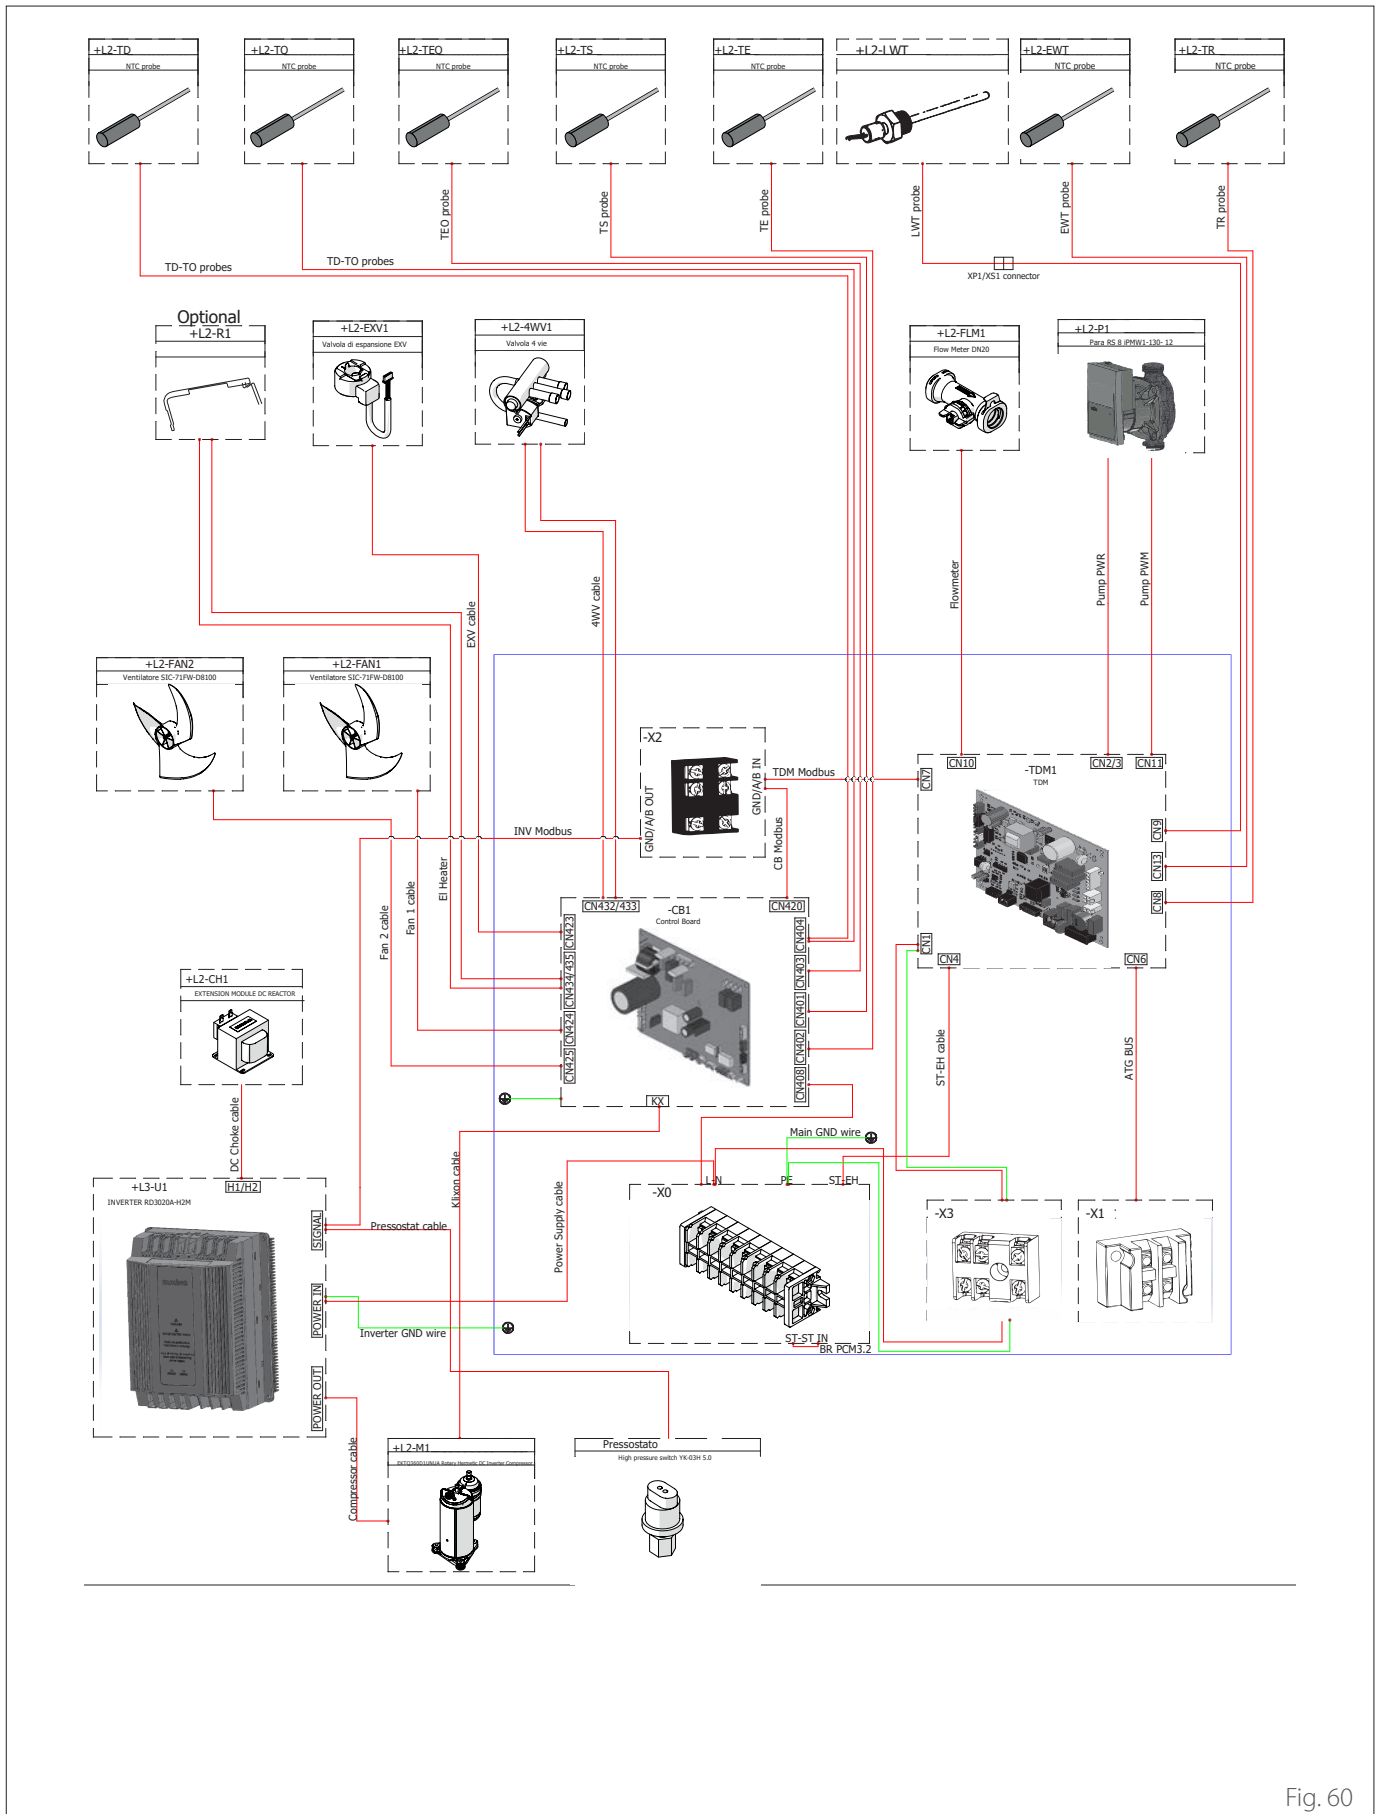 +L2-TD
NTC probe
+L2-TO
NTC probe
+L2-TEO
NTC probe
+L2-TS
NTC probe
+L2-TE
NTC probe
+L2-LWT
+L2-EWT
NTC probe
+L2-TR
NTC probe
TEO probe
TS probe
TE probe
LWT probe
EWT probe
TR probe
TD-TO probes
TD-TO probes
XP1/XS1 connector
Optional
+L2-R1
+L2-EXV1
Valvola di espansione EXV
+L2-4WV1
Valvola 4 vie
+L2-FLM1
Flow Meter DN20
+L2-P1
Para RS 8 iPMW1-130- 12
EXV cable
4WV cable
Flowmeter
Pump PWR
Pump PWM
+L2-FAN2
Ventilatore SIC-71FW-D8100
+L2-FAN1
Ventilatore SIC-71FW-D8100
-X2
GND/A/B OUT
GND/A/B IN
TDM Modbus
INV Modbus
CB Modbus
CN10
CN2/3
CN11
CN7
-TDM1
TDM
CN9
CN13
CN8
CN1
CN4
CN6
El Heater
Fan 1 cable
Fan 2 cable
CN432/433
CN420
-CB1
Control Board
CN423
CN434/435
CN424
CN425
CN404
CN403
CN401
CN402
CN408
KX
+L2-CH1
EXTENSION MODULE DC REACTOR
DC Choke cable
ST-EH cable
ATG BUS
Main GND wire
Klixon cable
Power Supply cable
L-N
PE
ST-EH
-X0
ST-ST IN
BR PCM3.2
-X3
-X1
+L3-U1
H1/H2
INVERTER RD3020A-H2M
SIGNAL
POWER IN
POWER OUT
Pressostat cable
Inverter GND wire
Compressor cable
+L2-M1
Pressostato
High pressure switch YK-03H 5.0
Fig. 60